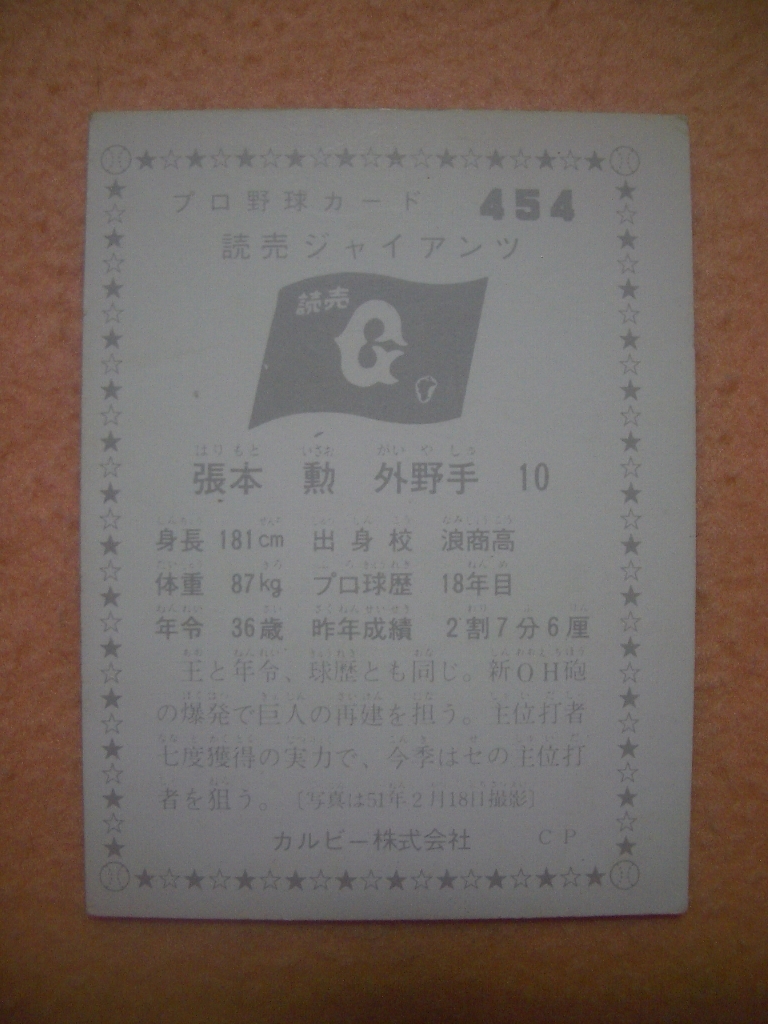 プロ野球カード 454
読売ジャイアンツ
読売
G
張本 勲 外野手 10
身長 181cm 出身校 浪商高
体重 87kg プロ球歴 18年目
年令 36歳 昨年成績 2割7分6厘
王と年令、球歴とも同じ。新OH砲
の爆発で巨人の再建を担う。主位打者
七度獲得の実力で、今季はセの主位打
者を狙う。〔写真は51年2月18日撮影〕
カルビー株式会社 CP